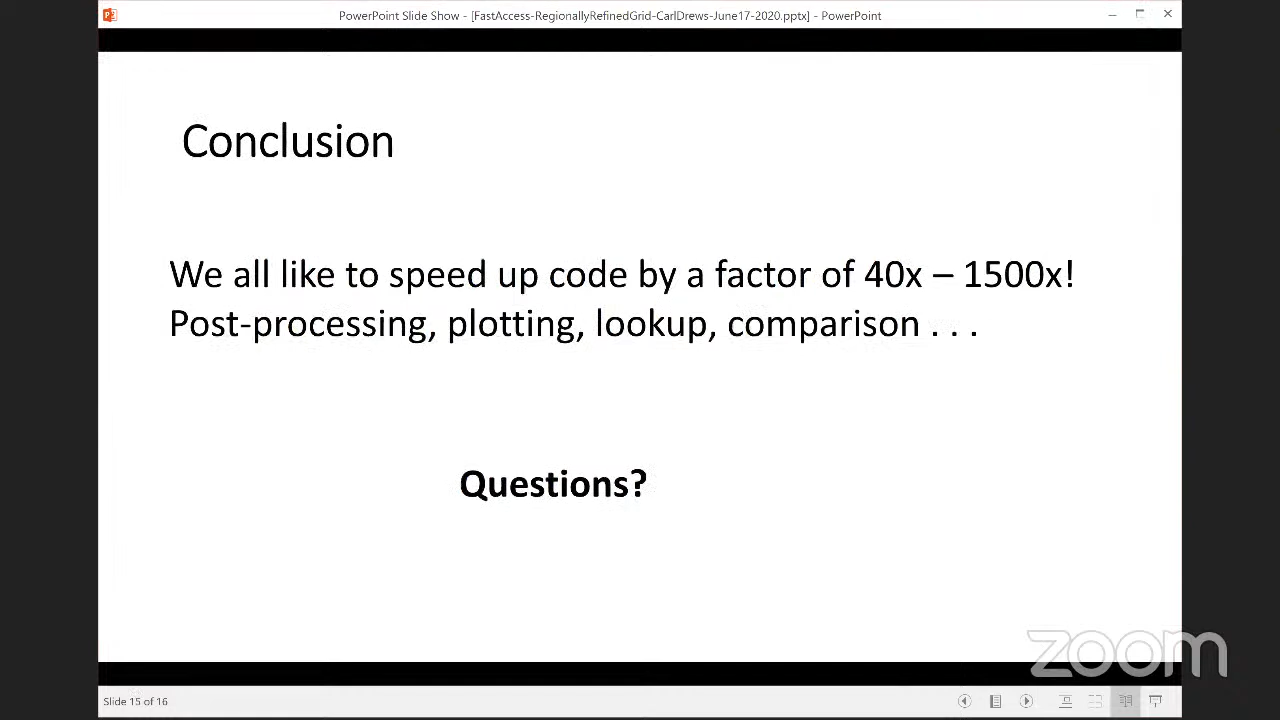 PowerPoint Slide Show - [FastAccess-RegionallyRefinedGrid-CarlDrews-June17-2020.pptx] - PowerPoint
Conclusion
We all like to speed up code by a factor of 40x – 1500x!
Post-processing, plotting, lookup, comparison . . .
Questions?
zoom
Slide 15 of 16